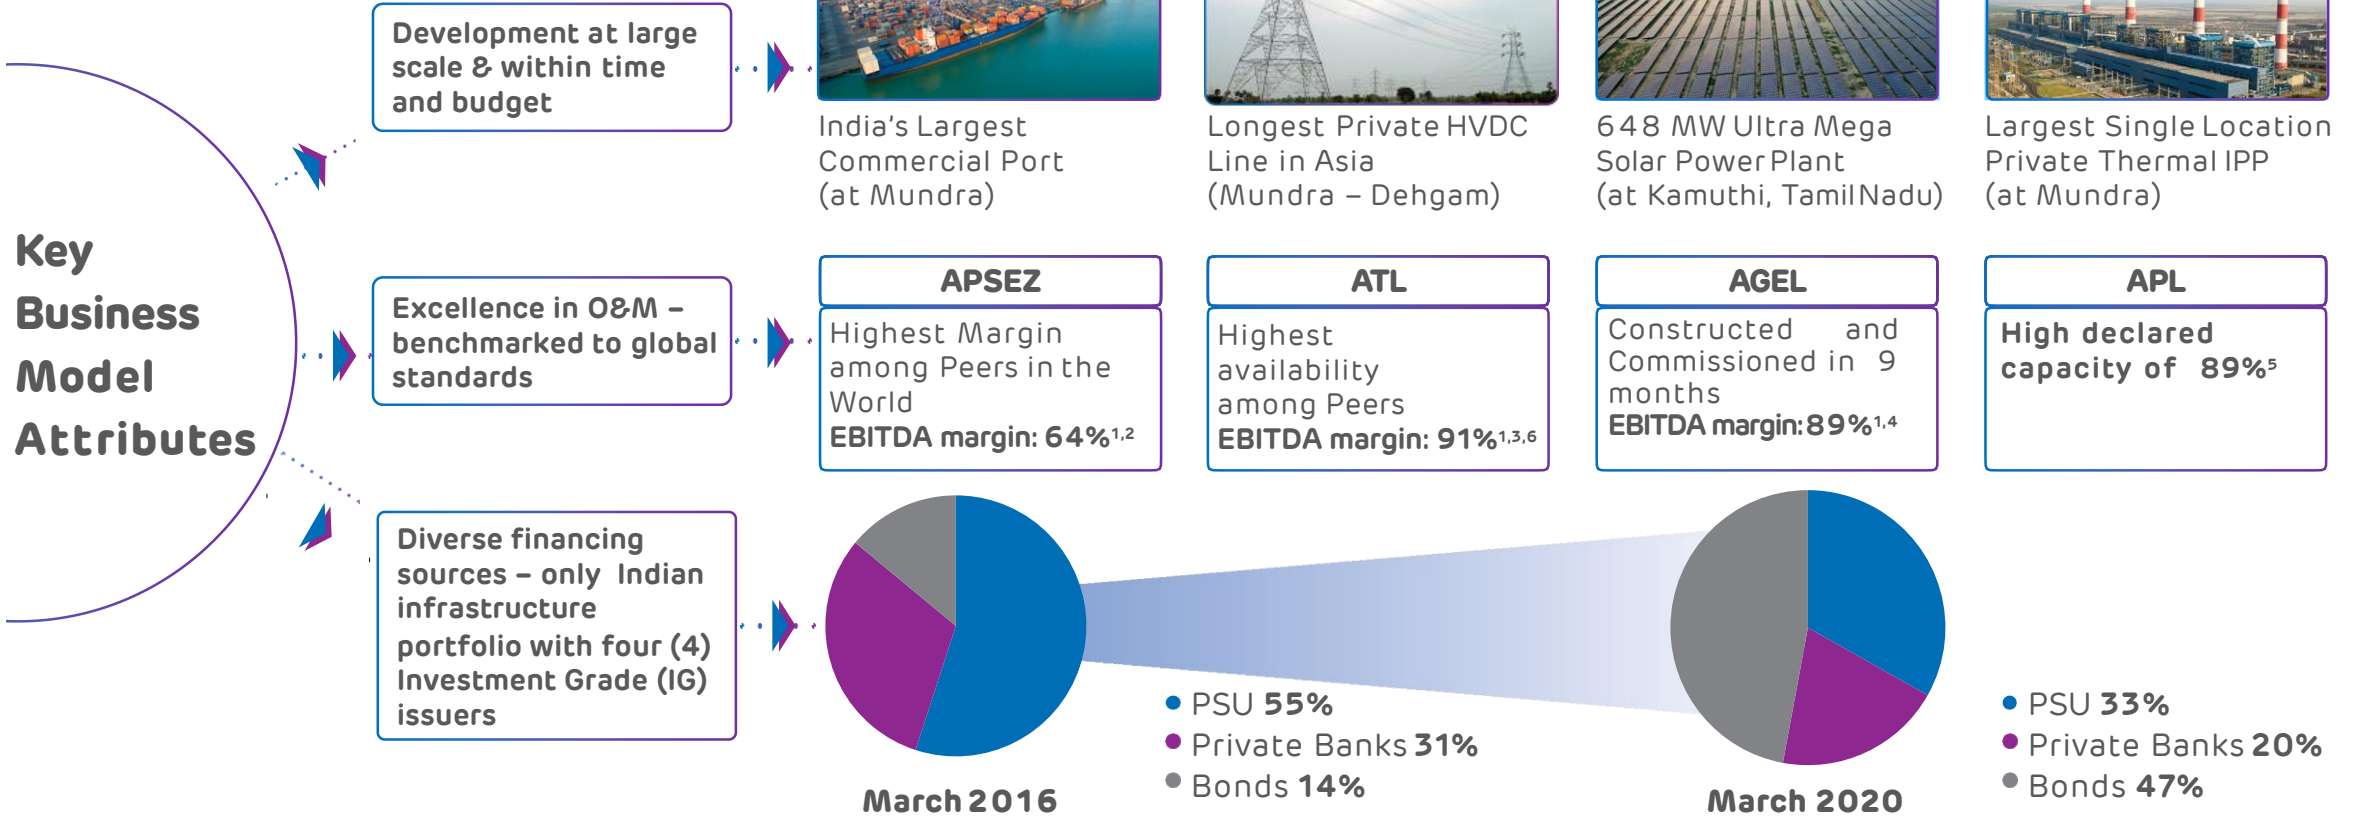 Key
Business
Model
Attributes
Development at large
scale & within time
and budget
India's Largest
Commercial Port
(at Mundra)
Longest Private HVDC
Line in Asia
(Mundra – Dehgam)
648 MW Ultra Mega
Solar Power Plant
(at Kamuthi, TamilNadu)
Largest Single Location
Private Thermal IPP
(at Mundra)
Excellence in O&M –
benchmarked to global
standards
APSEZ
Highest Margin
among Peers in the
World
EBITDA margin: 64%1,2
ATL
Highest
availability
among Peers
EBITDA margin: 91%1,3,6
AGEL
Constructed and
Commissioned in 9
months
EBITDA margin:89%1,4
APL
High declared
capacity of 89%5
Diverse financing
sources – only Indian
infrastructure
portfolio with four (4)
Investment Grade (IG)
issuers
March 2016
PSU 55%
Private Banks 31%
Bonds 14%
March 2020
PSU 33%
Private Banks 20%
Bonds 47%